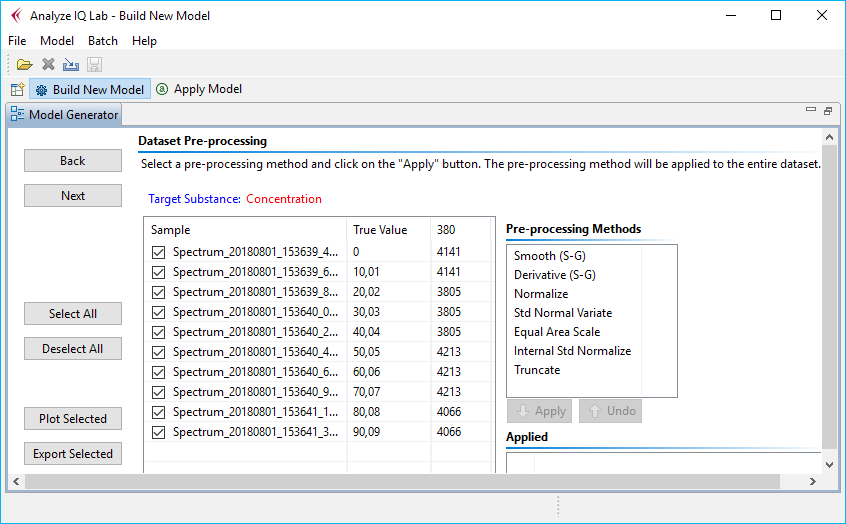 Analyze IQ Lab - Build New Model
File Model Batch Help
Build New Model Apply Model
Model Generator
Back
Next
Select All
Deselect All
Plot Selected
Export Selected
Dataset Pre-processing
Select a pre-processing method and click on the "Apply" button. The pre-processing method will be applied to the entire dataset.
Target Substance: Concentration
Sample True Value 380
Spectrum_20180801_153639_4... 0 4141
Spectrum_20180801_153639_6... 10,01 4141
Spectrum_20180801_153639_8... 20,02 3805
Spectrum_20180801_153640_0... 30,03 3805
Spectrum_20180801_153640_2... 40,04 3805
Spectrum_20180801_153640_4... 50,05 4213
Spectrum_20180801_153640_6... 60,06 4213
Spectrum_20180801_153640_9... 70,07 4213
Spectrum_20180801_153641_1... 80,08 4066
Spectrum_20180801_153641_3... 90,09 4066
Pre-processing Methods
Smooth (S-G)
Derivative (S-G)
Normalize
Std Normal Variate
Equal Area Scale
Internal Std Normalize
Truncate
Apply Undo
Applied